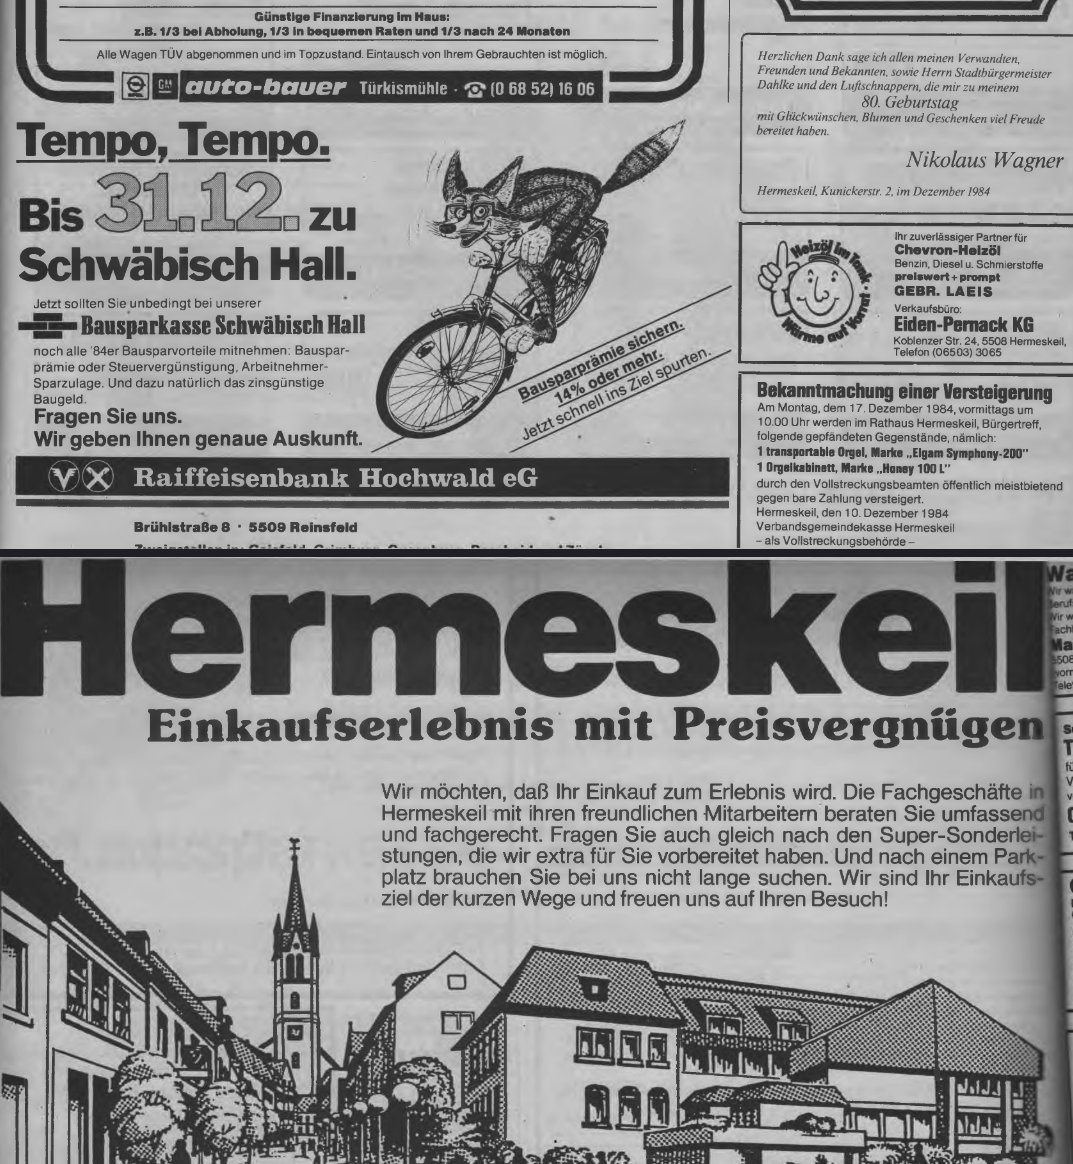 Günstige Finanzierung im Haus:
z.B. 1/3 bei Abholung, 1/3 in bequemen Raten und 1/3 nach 24 Monaten
Alle Wagen TÜV abgenommen und im Topzustand. Eintausch von Ihrem Gebrauchten ist möglich.
GM auto-bauer Türkismühle · ☎ (0 68 52) 16 06
Tempo, Tempo.
Bis 31.12. zu
Schwäbisch Hall.
Jetzt sollten Sie unbedingt bei unserer
Bausparkasse Schwäbisch Hall
noch alle '84er Bausparvorteile mitnehmen: Bauspar-
prämie oder Steuervergünstigung, Arbeitnehmer-
Sparzulage. Und dazu natürlich das zinsgünstige
Baugeld.
Fragen Sie uns.
Wir geben Ihnen genaue Auskunft.
Bausparprämie sichern.
14% oder mehr.
Jetzt schnell ins Ziel spurten.
Raiffeisenbank Hochwald eG
Brühlstraße 8 · 5509 Reinsfeld
Herzlichen Dank sage ich allen meinen Verwandten,
Freunden und Bekannten, sowie Herrn Stadtbürgermeister
Dahlke und den Luftschnappern, die mir zu meinem
80. Geburtstag
mit Glückwünschen, Blumen und Geschenken viel Freude
bereitet haben.
Nikolaus Wagner
Hermeskeil, Kunickerstr. 2, im Dezember 1984
Heizöl im Tank ·
Wärme auf Vorrat ·
Ihr zuverlässiger Partner für
Chevron-Heizöl
Benzin, Diesel u. Schmierstoffe
preiswert + prompt
GEBR. LAEIS
Verkaufsbüro:
Eiden-Pernack KG
Koblenzer Str. 24, 5508 Hermeskeil,
Telefon (06503) 3065
Bekanntmachung einer Versteigerung
Am Montag, dem 17. Dezember 1984, vormittags um
10.00 Uhr werden im Rathaus Hermeskeil, Bürgertreff,
folgende gepfändeten Gegenstände, nämlich:
1 transportable Orgel, Marke „Elgam Symphony-200"
1 Orgelkabinett, Marke „Honey 100 L"
durch den Vollstreckungsbeamten öffentlich meistbietend
gegen bare Zahlung versteigert.
Hermeskeil, den 10. Dezember 1984
Verbandsgemeindekasse Hermeskeil
– als Vollstreckungsbehörde –
Hermeskeil
Einkaufserlebnis mit Preisvergnügen
Wir möchten, daß Ihr Einkauf zum Erlebnis wird. Die Fachgeschäfte in
Hermeskeil mit ihren freundlichen Mitarbeitern beraten Sie umfassend
und fachgerecht. Fragen Sie auch gleich nach den Super-Sonderlei-
stungen, die wir extra für Sie vorbereitet haben. Und nach einem Park-
platz brauchen Sie bei uns nicht lange suchen. Wir sind Ihr Einkaufs-
ziel der kurzen Wege und freuen uns auf Ihren Besuch!